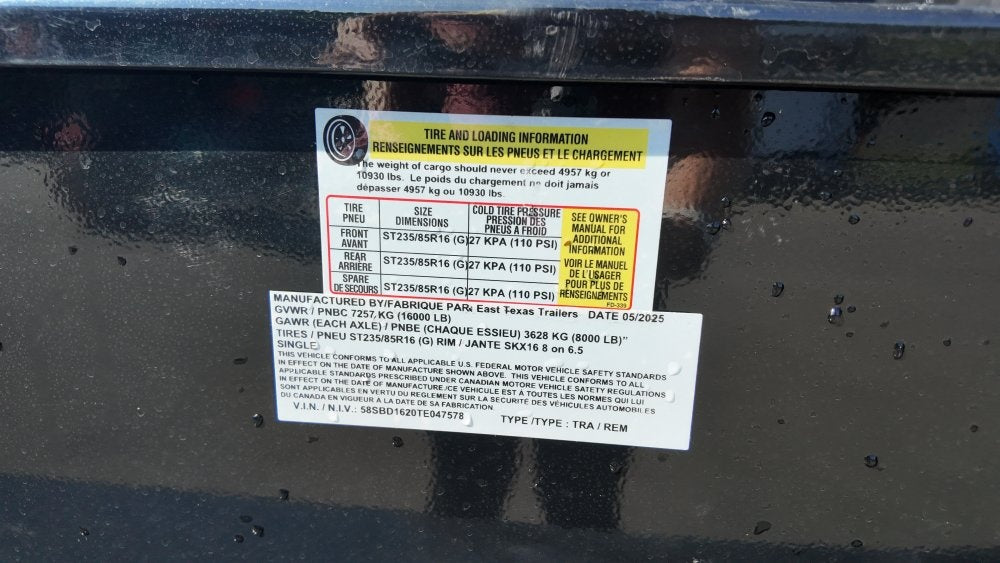 TIRE AND LOADING INFORMATION
RENSEIGNEMENTS SUR LES PNEUS ET LE CHARGEMENT
The weight of cargo should never exceed 4957 kg or
10930 lbs. Le poids du chargement ne doit jamais
dépasser 4957 kg ou 10930 lbs.
TIRE PNEU SIZE DIMENSIONS COLD TIRE PRESSURE PRESSION DES PNEUS A FROID
FRONT AVANT ST235/85R16 (G) 27 KPA (110 PSI)
REAR ARRIÈRE ST235/85R16 (G) 27 KPA (110 PSI)
SPARE DE SECOURS ST235/85R16 (G) 27 KPA (110 PSI)
SEE OWNER'S
MANUAL FOR
ADDITIONAL
INFORMATION
VOIR LE MANUEL
DE L'USAGER
POUR PLUS DE
RENSEIGNEMENTS
FD-339
MANUFACTURED BY/FABRIQUE PAR: East Texas Trailers DATE 05/2025
GVWR / PNBC 7257 KG (16000 LB)
GAWR (EACH AXLE) / PNBE (CHAQUE ESSIEU) 3628 KG (8000 LB)"
TIRES / PNEU ST235/85R16 (G) RIM / JANTE SKX16 8 on 6.5
SINGLE
THIS VEHICLE CONFORMS TO ALL APPLICABLE U.S. FEDERAL MOTOR VEHICLE SAFETY STANDARDS
IN EFFECT ON THE DATE OF MANUFACTURE SHOWN ABOVE. THIS VEHICLE CONFORMS TO ALL
APPLICABLE STANDARDS PRESCRIBED UNDER CANADIAN MOTORE VEHICLE SAFETY REGULATIONS
IN EFFECT ON THE DATE OF MANUFACTURE./CE VEHICULE EST A TOUTES LES NORMES QUI LUI
SONT APPLICABLES EN VERTU DU REGLEMENT SUR LA SÉCURITÉ DES VÉHICULES AUTOMOBILES
DU CANADA EN VIGUEUR A LA DATE DE SA FABRICATION.
V.I.N. / N.I.V.: 58SBD1620TE047578 TYPE /TYPE : TRA / REM